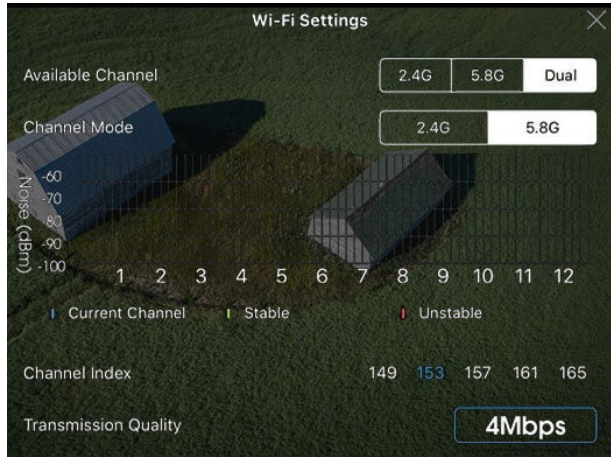 Wi-Fi Settings
Available Channel 2.4G 5.8G Dual
Channel Mode 2.4G 5.8G
Noise (dBm)
-60
-70
-80
-90
-100
1 2 3 4 5 6 7 8 9 10 11 12
Current Channel Stable Unstable
Channel Index 149 153 157 161 165
Transmission Quality 4Mbps